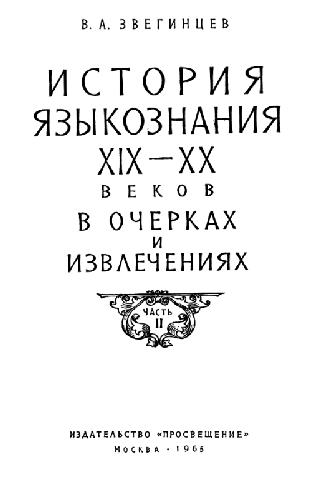 В. А. ЗВЕГИНЦЕВ
ИСТОРИЯ
ЯЗЫКОЗНАНИЯ
XIX—XX
ВЕКОВ
В ОЧЕРКАХ
И
ИЗВЛЕЧЕНИЯХ
ЧАСТЬ
II
ИЗДАТЕЛЬСТВО «ПРОСВЕЩЕНИЕ»
МОСКВА • 1965